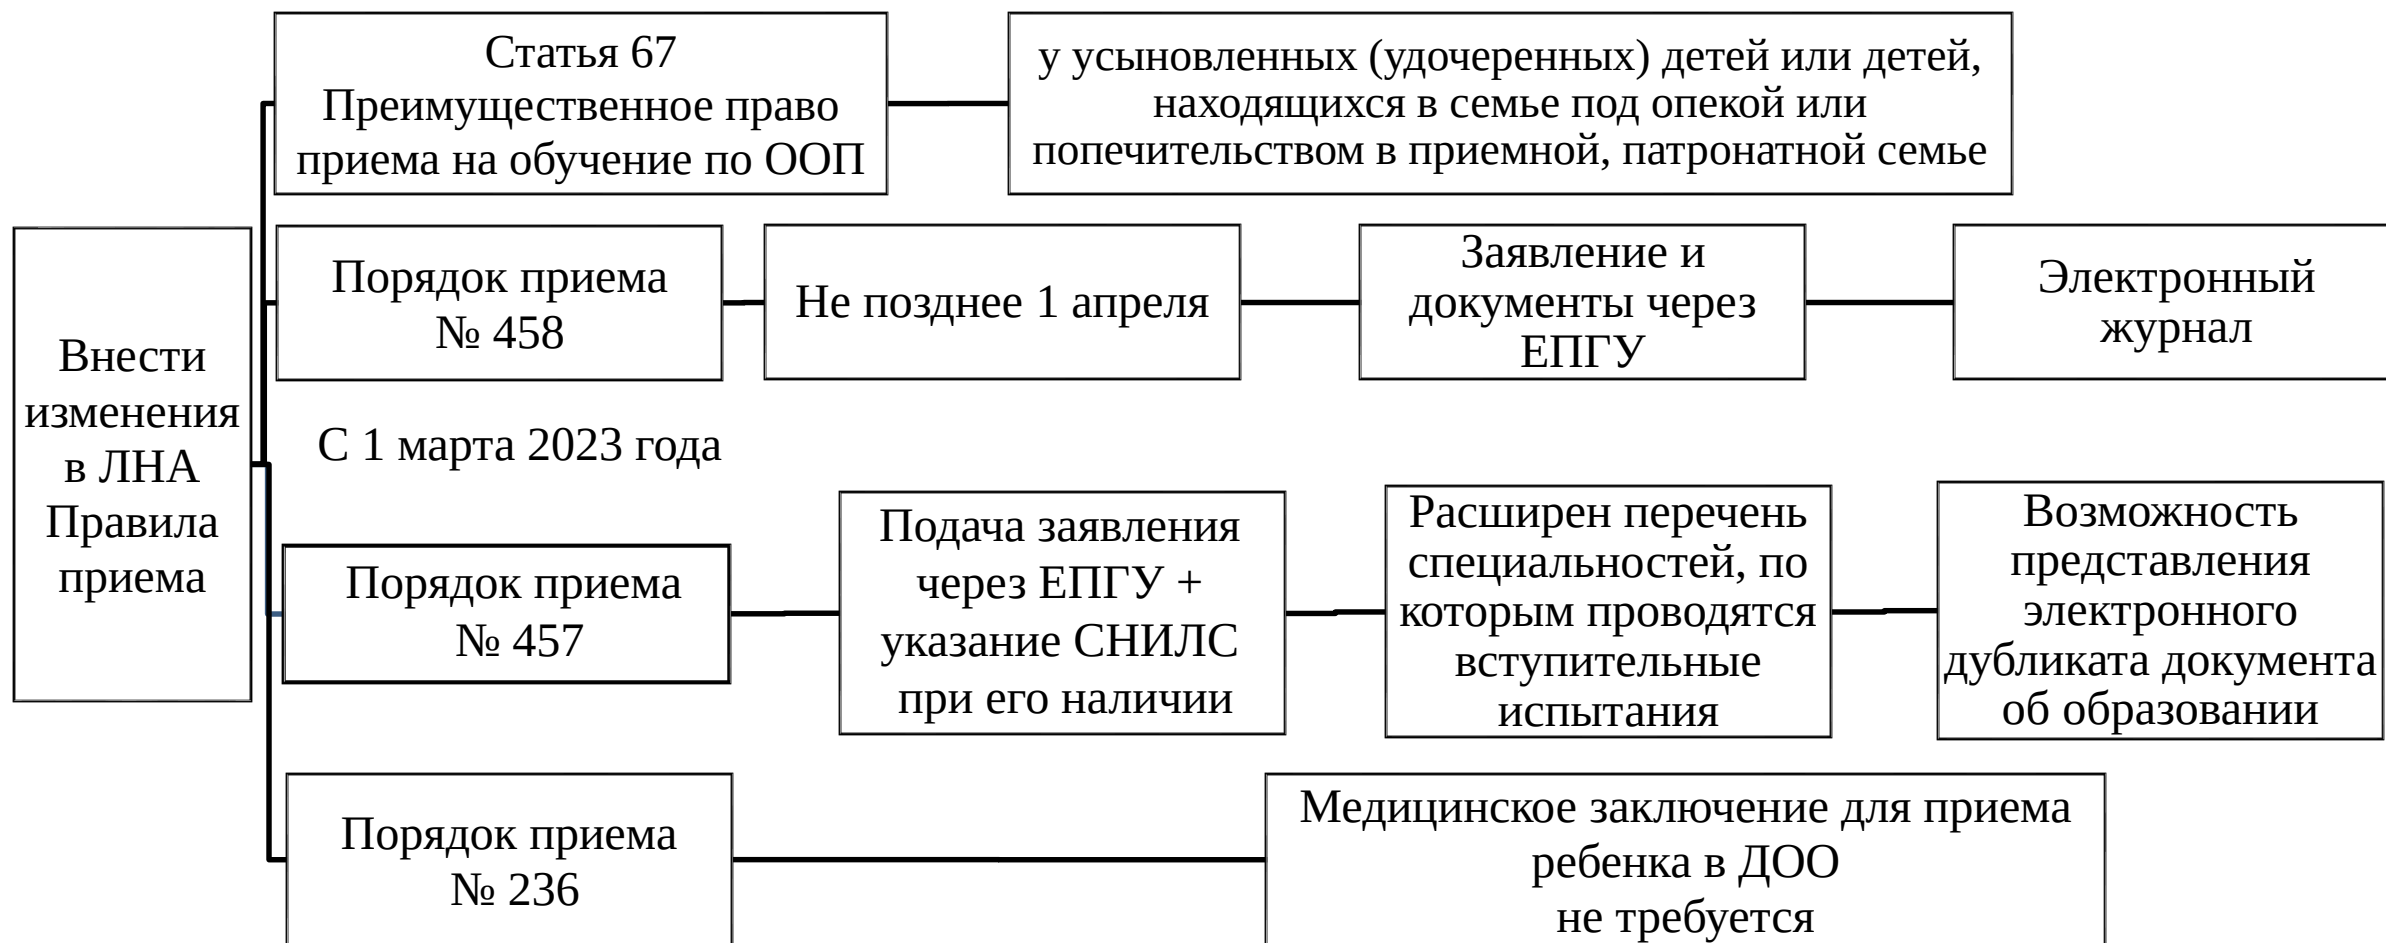 Статья 67
Преимущественное право
приема на обучение по ООП
у усыновленных (удочеренных) детей или детей,
находящихся в семье под опекой или
попечительством в приемной, патронатной семье
Внести
изменения
в ЛНА
Правила
приема
Порядок приема
№ 458
Не позднее 1 апреля
Заявление и
документы через
ЕПГУ
Электронный
журнал
С 1 марта 2023 года
Порядок приема
№ 457
Подача заявления
через ЕПГУ +
указание СНИЛС
при его наличии
Расширен перечень
специальностей, по
которым проводятся
вступительные
испытания
Возможность
представления
электронного
дубликата документа
об образовании
Порядок приема
№ 236
Медицинское заключение для приема
ребенка в ДОО
не требуется